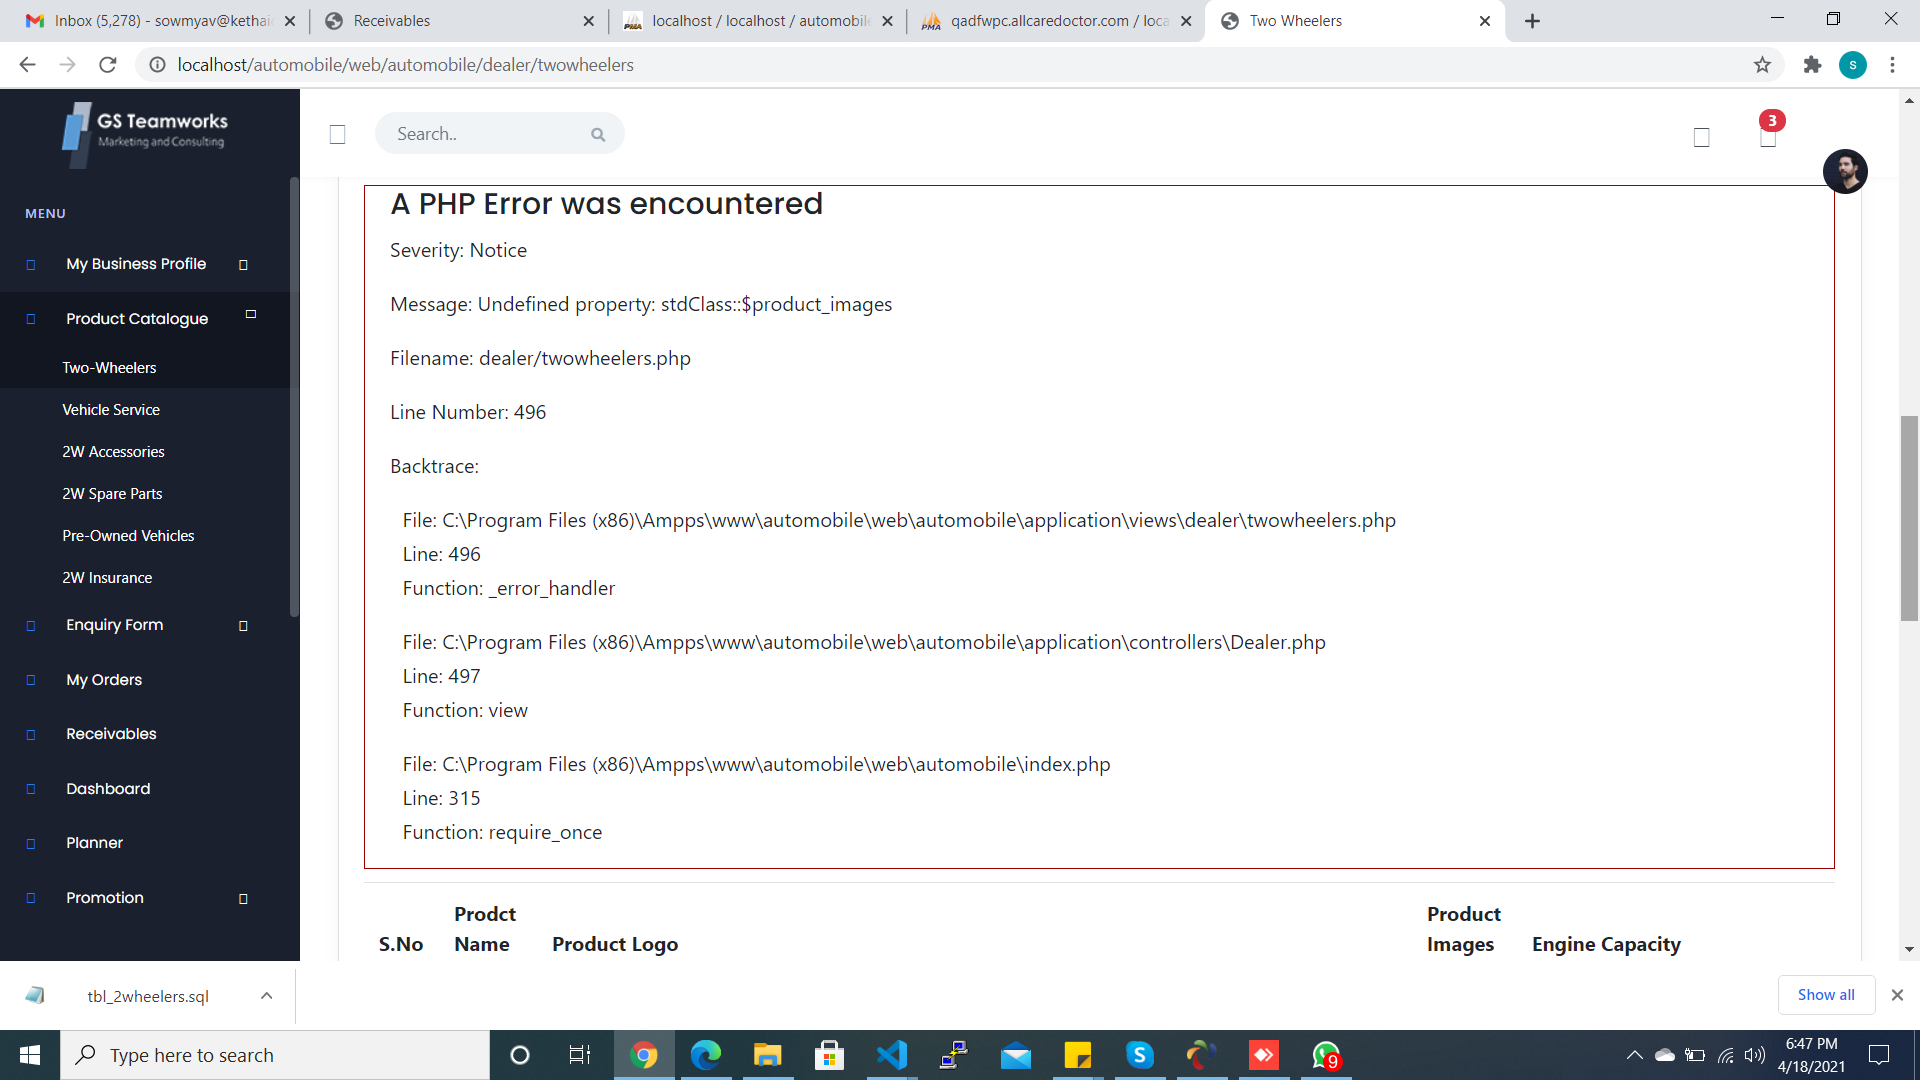 Inbox (5,278) - sowmyav@kethai
Receivables
localhost / localhost / automobile
qadfwpc.allcaredoctor.com / loca
Two Wheelers
localhost/automobile/web/automobile/dealer/twowheelers
s
GS Teamworks
Marketing and Consulting
Search..
3
MENU
My Business Profile
Product Catalogue
Two-Wheelers
Vehicle Service
2W Accessories
2W Spare Parts
Pre-Owned Vehicles
2W Insurance
Enquiry Form
My Orders
Receivables
Dashboard
Planner
Promotion
A PHP Error was encountered
Severity: Notice
Message: Undefined property: stdClass::$product_images
Filename: dealer/twowheelers.php
Line Number: 496
Backtrace:
File: C:\Program Files (x86)\Ampps\www\automobile\web\automobile\application\views\dealer\twowheelers.php
Line: 496
Function: _error_handler
File: C:\Program Files (x86)\Ampps\www\automobile\web\automobile\application\controllers\Dealer.php
Line: 497
Function: view
File: C:\Program Files (x86)\Ampps\www\automobile\web\automobile\index.php
Line: 315
Function: require_once
S.No
Prodct
Name
Product Logo
Product
Images
Engine Capacity
tbl_2wheelers.sql
Show all
Type here to search
9
6:47 PM
4/18/2021